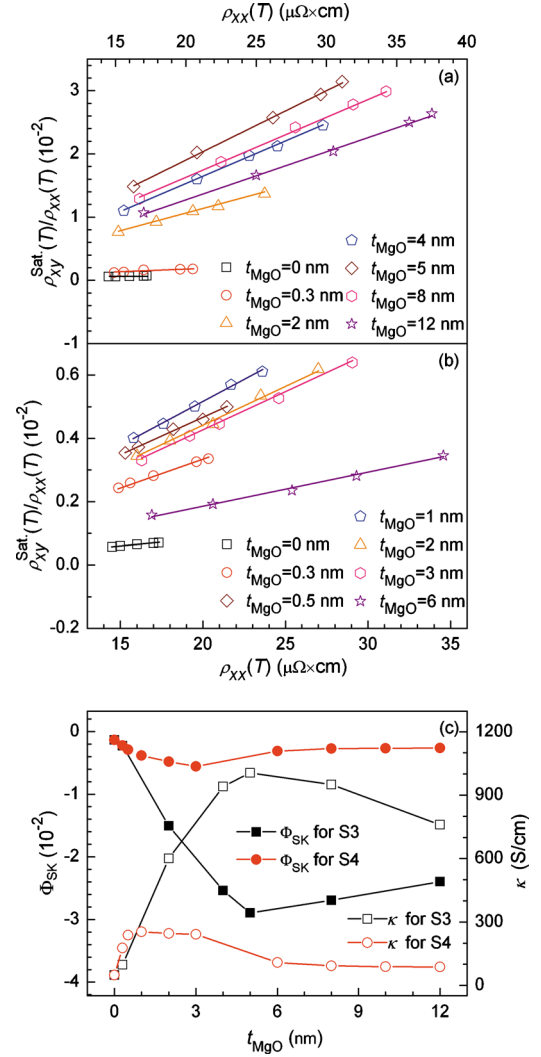 ρxx(T) (μΩ×cm)
15 20 25 30 35 40
(a)
3
2
1
0
-1
ρxySat.(T)/ρxx(T) (10-2)
tMgO=0 nm
tMgO=0.3 nm
tMgO=2 nm
tMgO=4 nm
tMgO=5 nm
tMgO=8 nm
tMgO=12 nm
(b)
0.6
0.4
0.2
0.0
-0.2
ρxySat.(T)/ρxx(T) (10-2)
tMgO=0 nm
tMgO=0.3 nm
tMgO=0.5 nm
tMgO=1 nm
tMgO=2 nm
tMgO=3 nm
tMgO=6 nm
15 20 25 30 35
ρxx(T) (μΩ×cm)
(c)
0
-1
-2
-3
-4
ΦSK (10-2)
ΦSK for S3
ΦSK for S4
κ for S3
κ for S4
1200
900
600
300
0
κ (S/cm)
0 3 6 9 12
tMgO (nm)